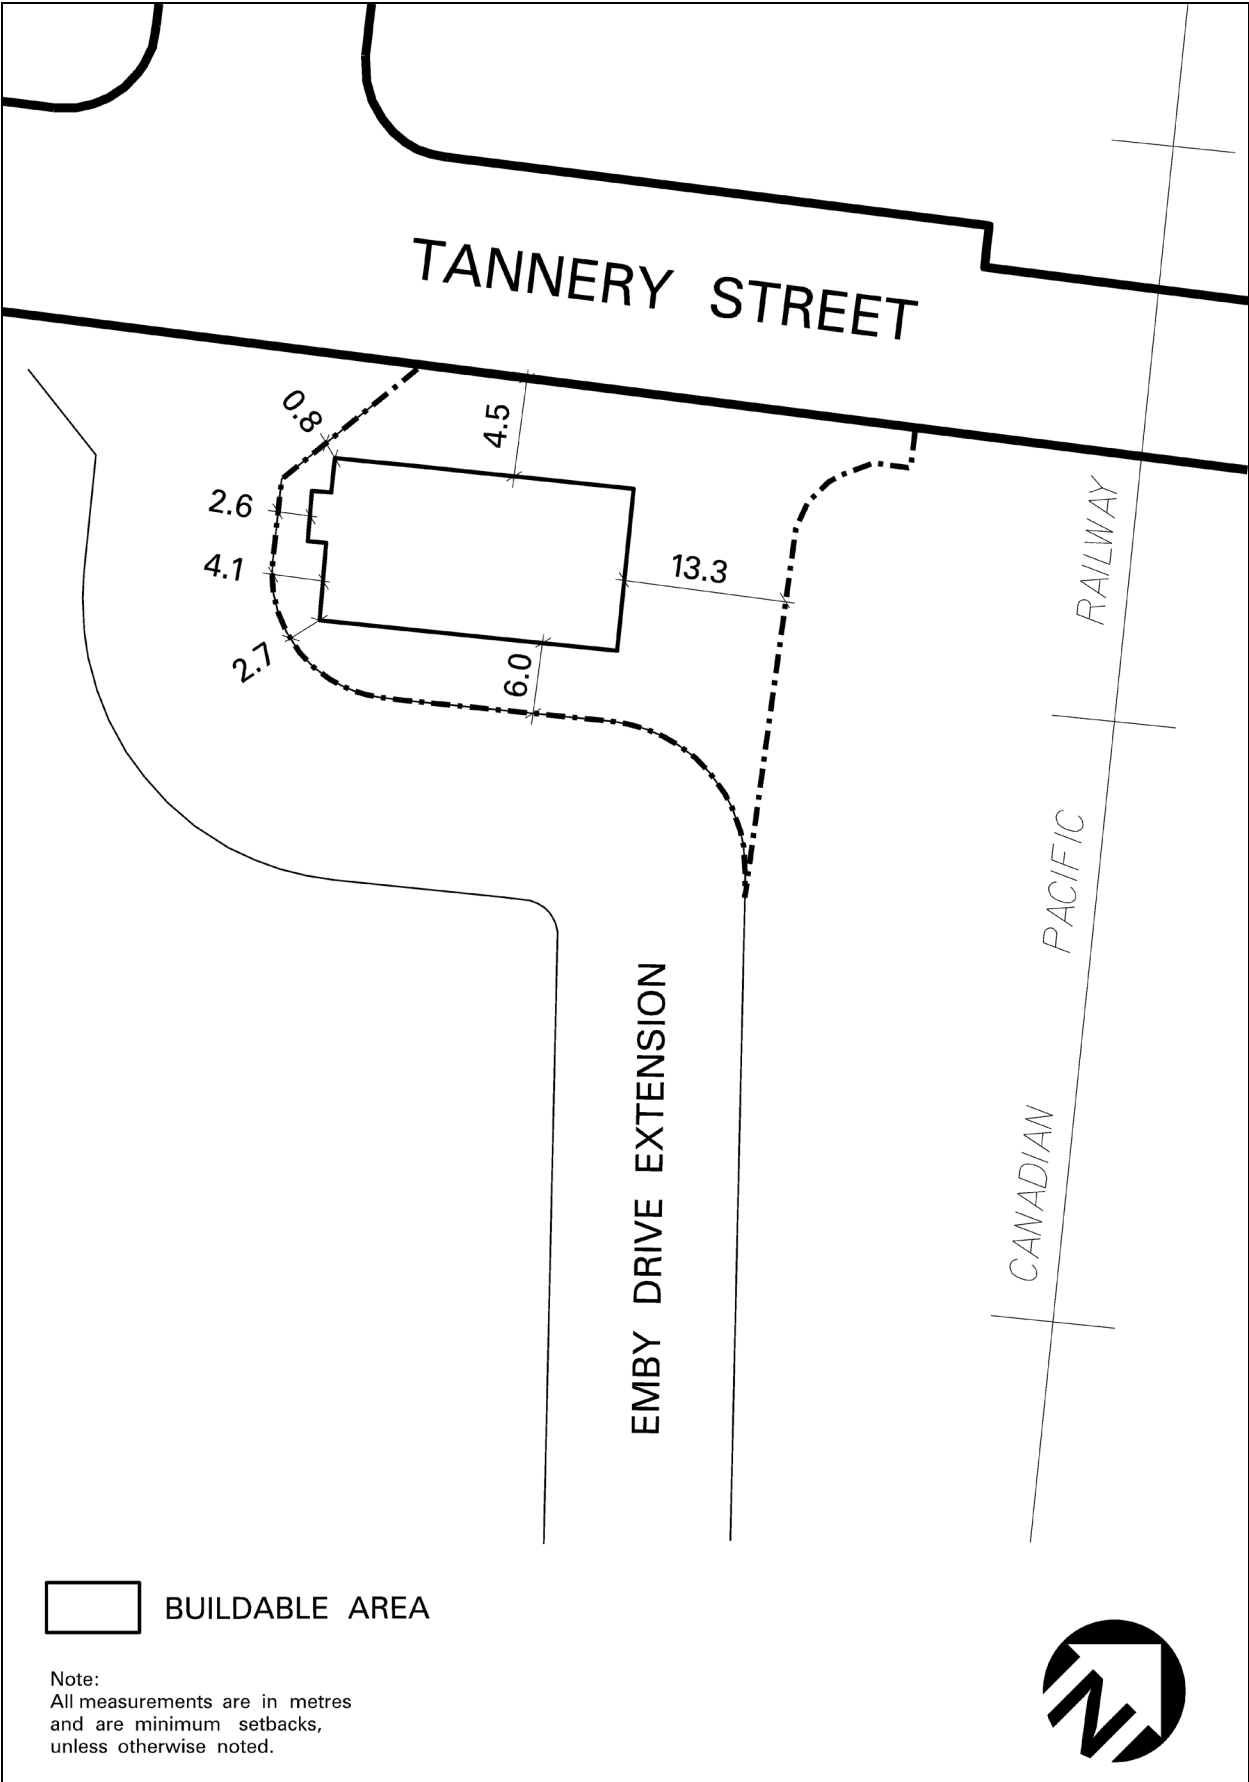 TANNERY STREET
0.8
4.5
2.6
4.1
13.3
2.7
6.0
RAILWAY
PACIFIC
CANADIAN
EMBY DRIVE EXTENSION
BUILDABLE AREA
Note:
All measurements are in metres
and are minimum setbacks,
unless otherwise noted.
N